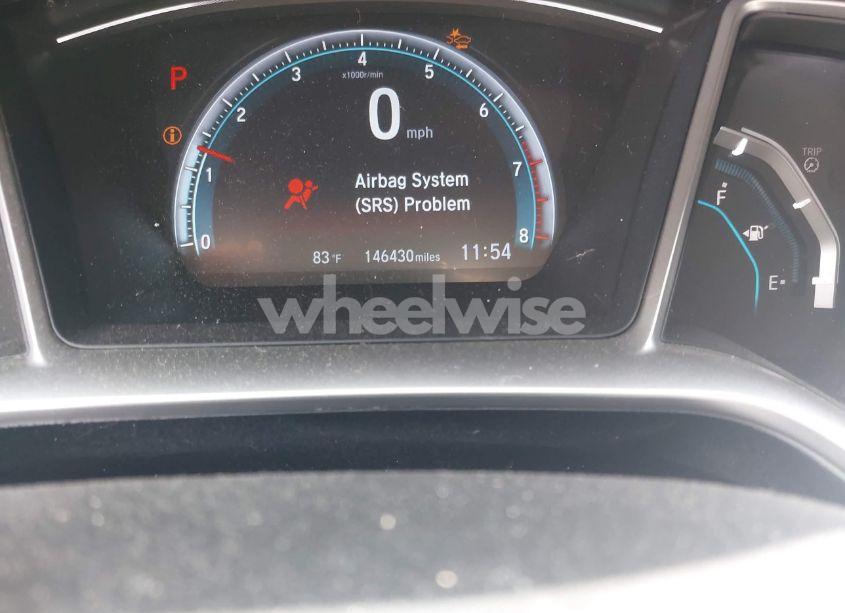 P
0
1
2
3
4
5
6
7
8
x1000r/min
0 mph
Airbag System
(SRS) Problem
83°F 146430 miles 11:54
TRIP
F
E
wheelwise